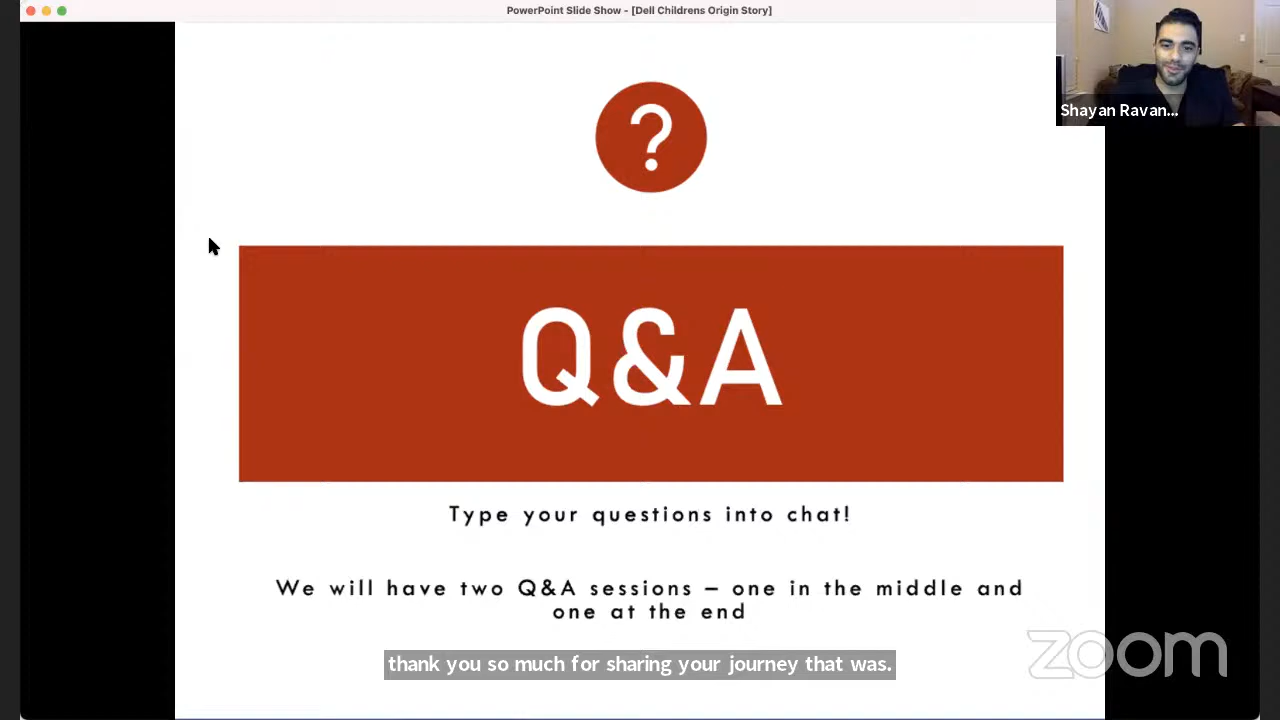 PowerPoint Slide Show - [Dell Childrens Origin Story]
Shayan Ravan...
?
Q&A
Type your questions into chat!
We will have two Q&A sessions – one in the middle and
one at the end
thank you so much for sharing your journey that was.
zoom